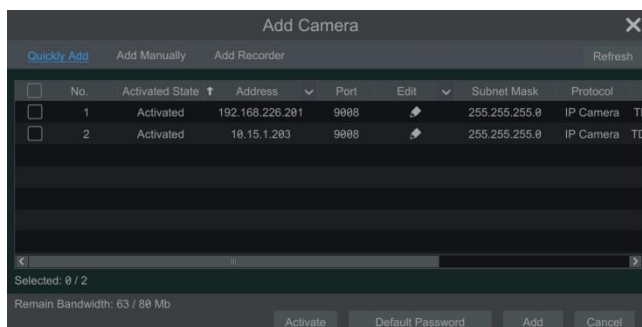 Add Camera
Quickly Add Add Manually Add Recorder Refresh
No. Activated State Address Port Edit Subnet Mask Protocol
1 Activated 192.168.226.201 9008 255.255.255.0 IP Camera
2 Activated 10.15.1.203 9008 255.255.255.0 IP Camera TD
Selected: 0 / 2
Remain Bandwidth: 63 / 80 Mb
Activate Default Password Add Cancel